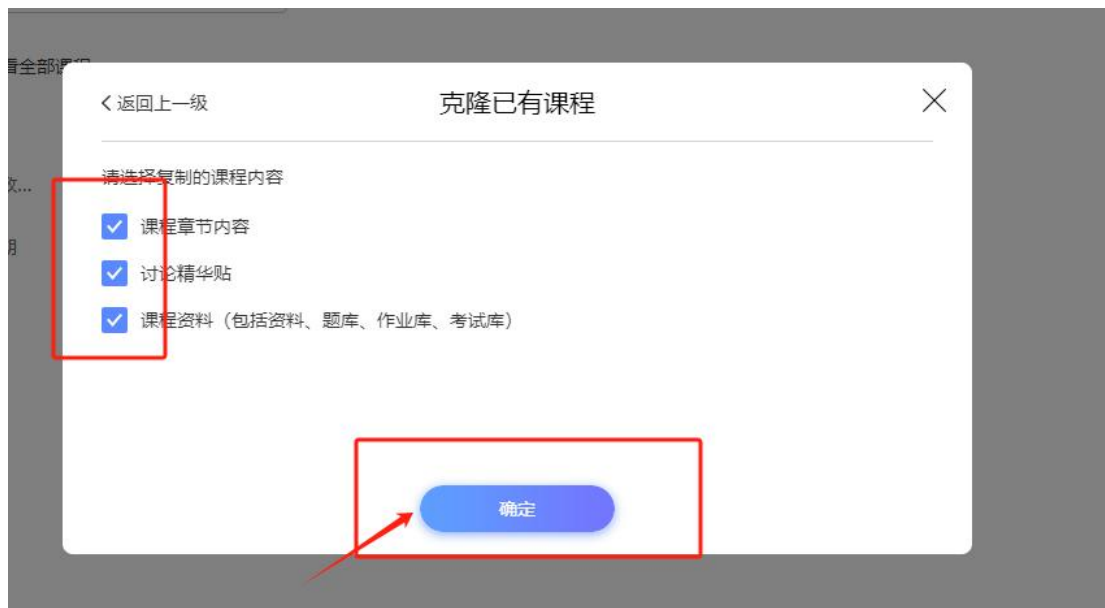 看全部课程
返回上一级
克隆已有课程
请选择复制的课程内容
课程章节内容
讨论精华贴
课程资料（包括资料、题库、作业库、考试库）
确定